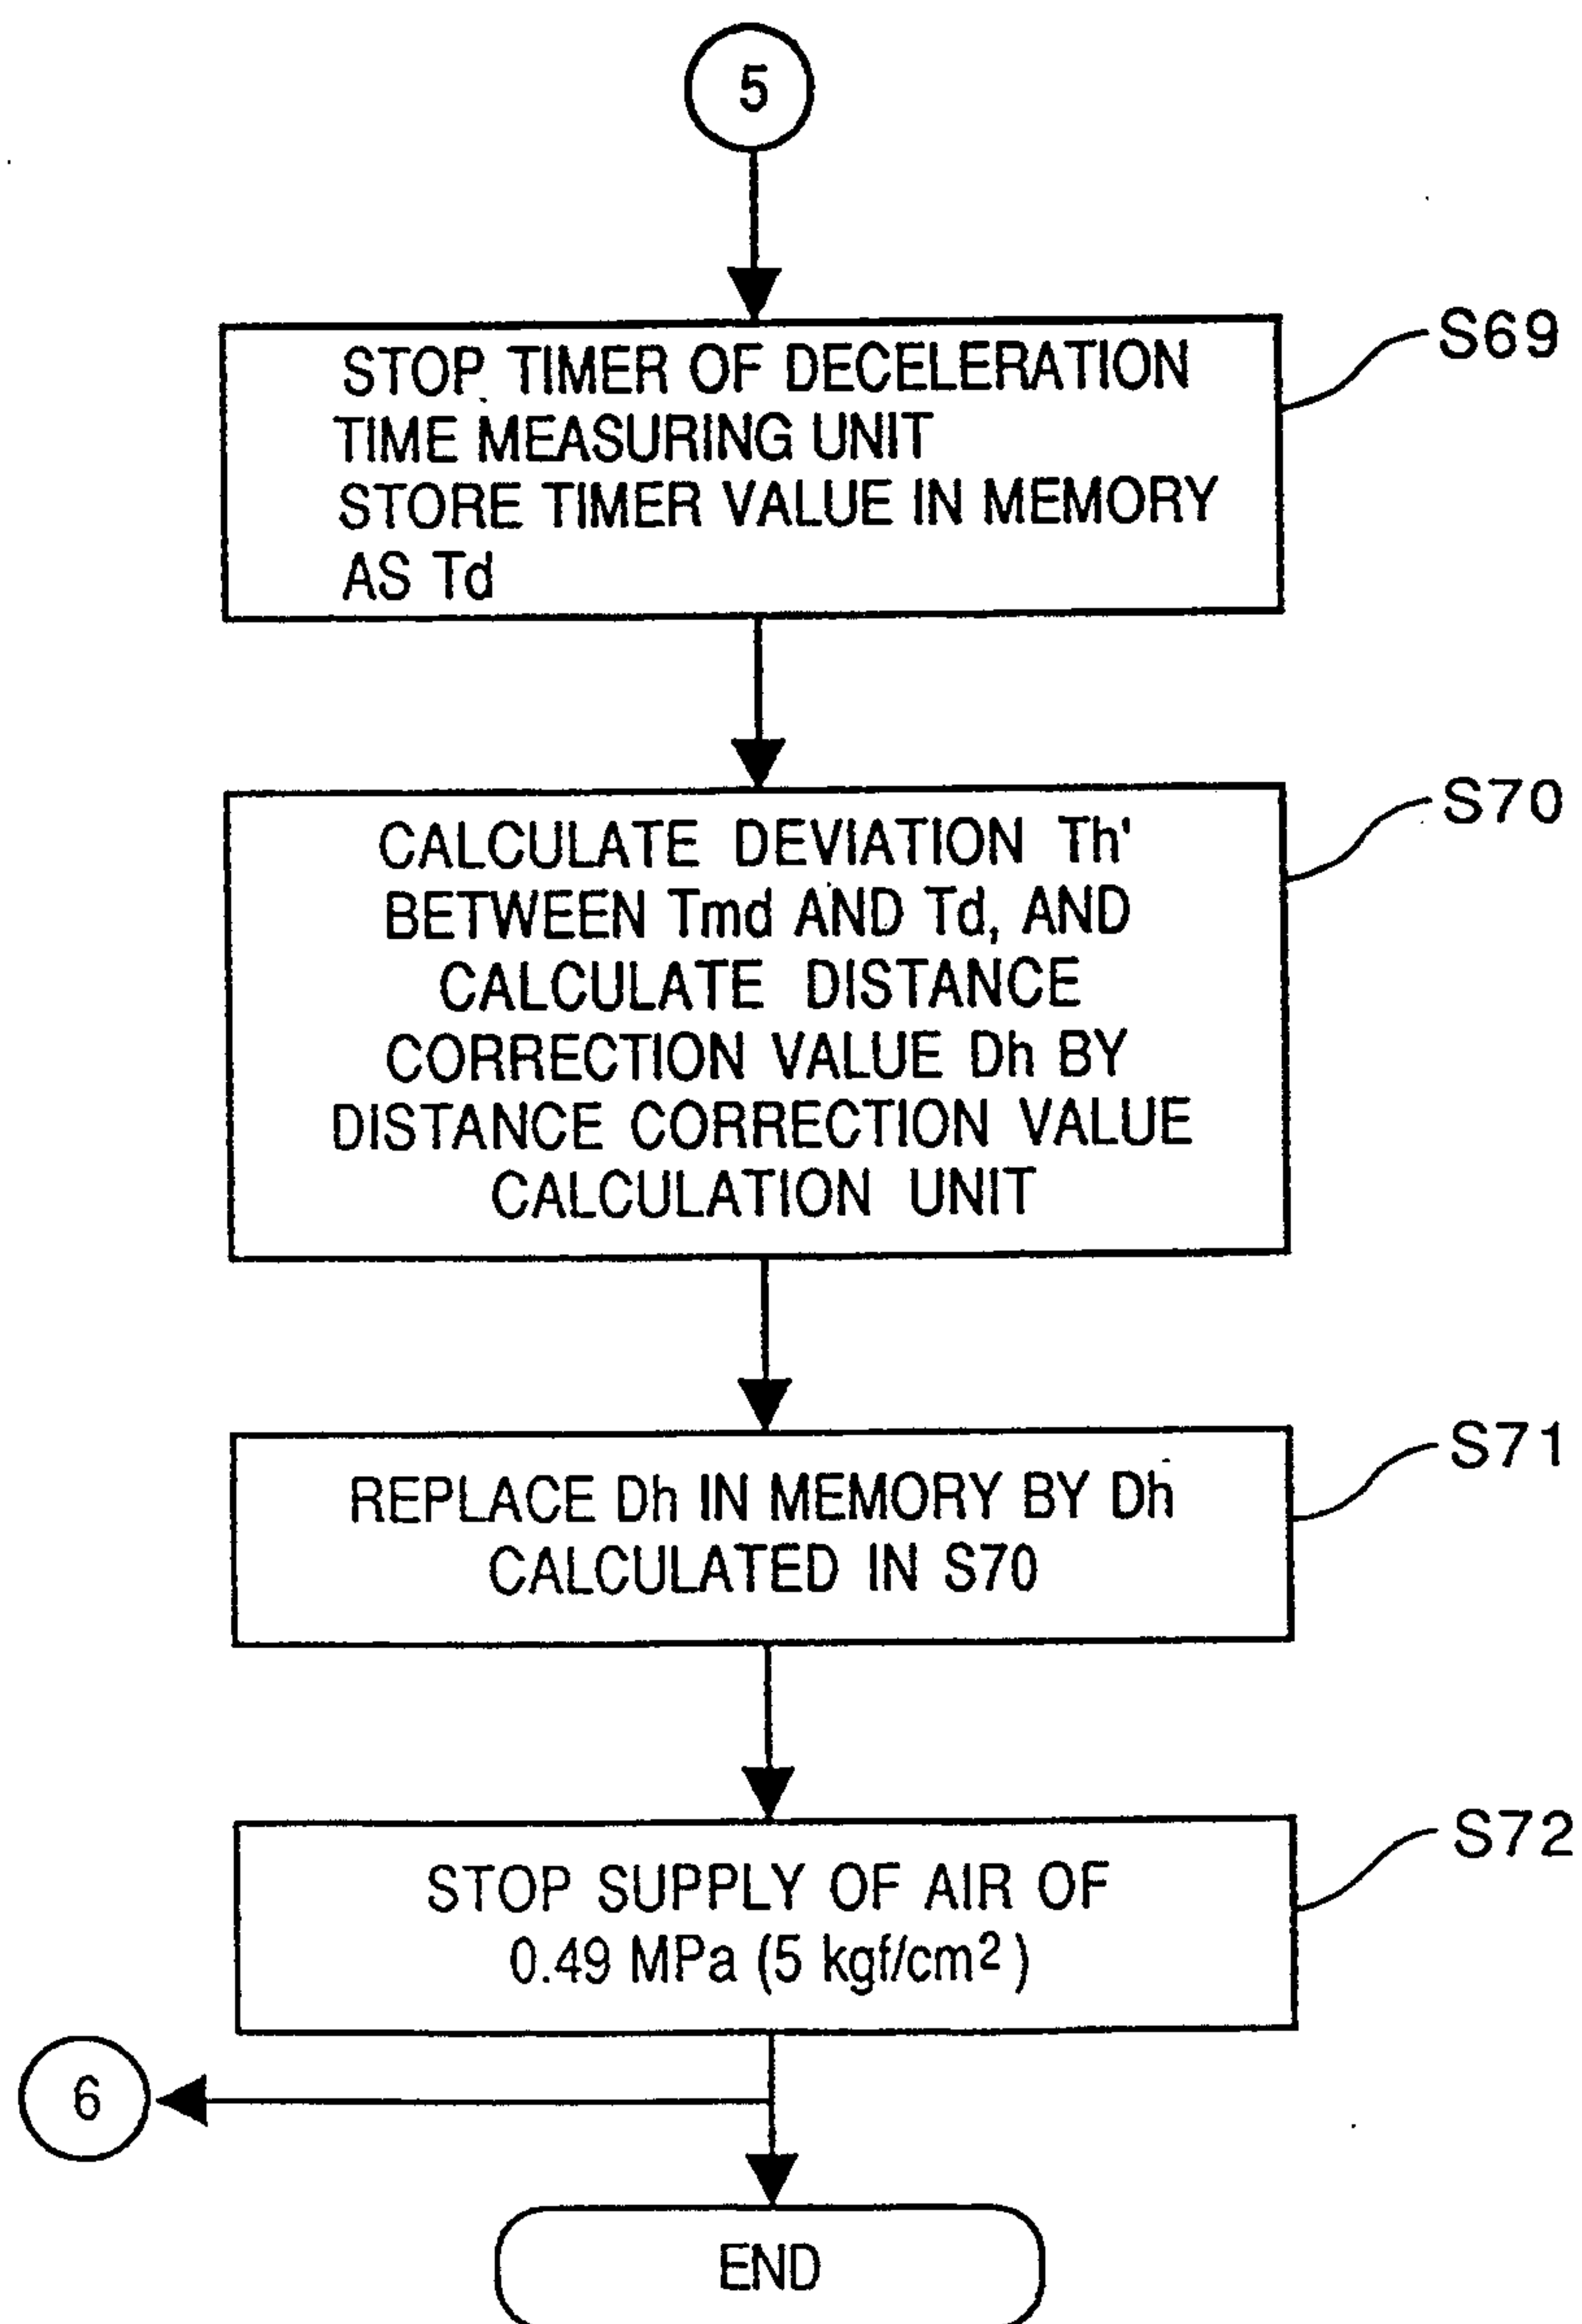 5
S69
STOP TIMER OF DECELERATION
TIME MEASURING UNIT
STORE TIMER VALUE IN MEMORY
AS Td
S70
CALCULATE DEVIATION Th'
BETWEEN Tmd AND Td, AND
CALCULATE DISTANCE
CORRECTION VALUE Dh BY
DISTANCE CORRECTION VALUE
CALCULATION UNIT
S71
REPLACE Dh IN MEMORY BY Dh
CALCULATED IN S70
S72
STOP SUPPLY OF AIR OF
0.49 MPa (5 kgf/cm²)
6
END